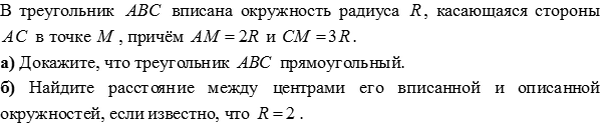 В треугольник ABC вписана окружность радиуса R, касающаяся стороны
AC в точке M , причём AM = 2R и CM = 3R.
а) Докажите, что треугольник ABC прямоугольный.
б) Найдите расстояние между центрами его вписанной и описанной
окружностей, если известно, что R = 2 .